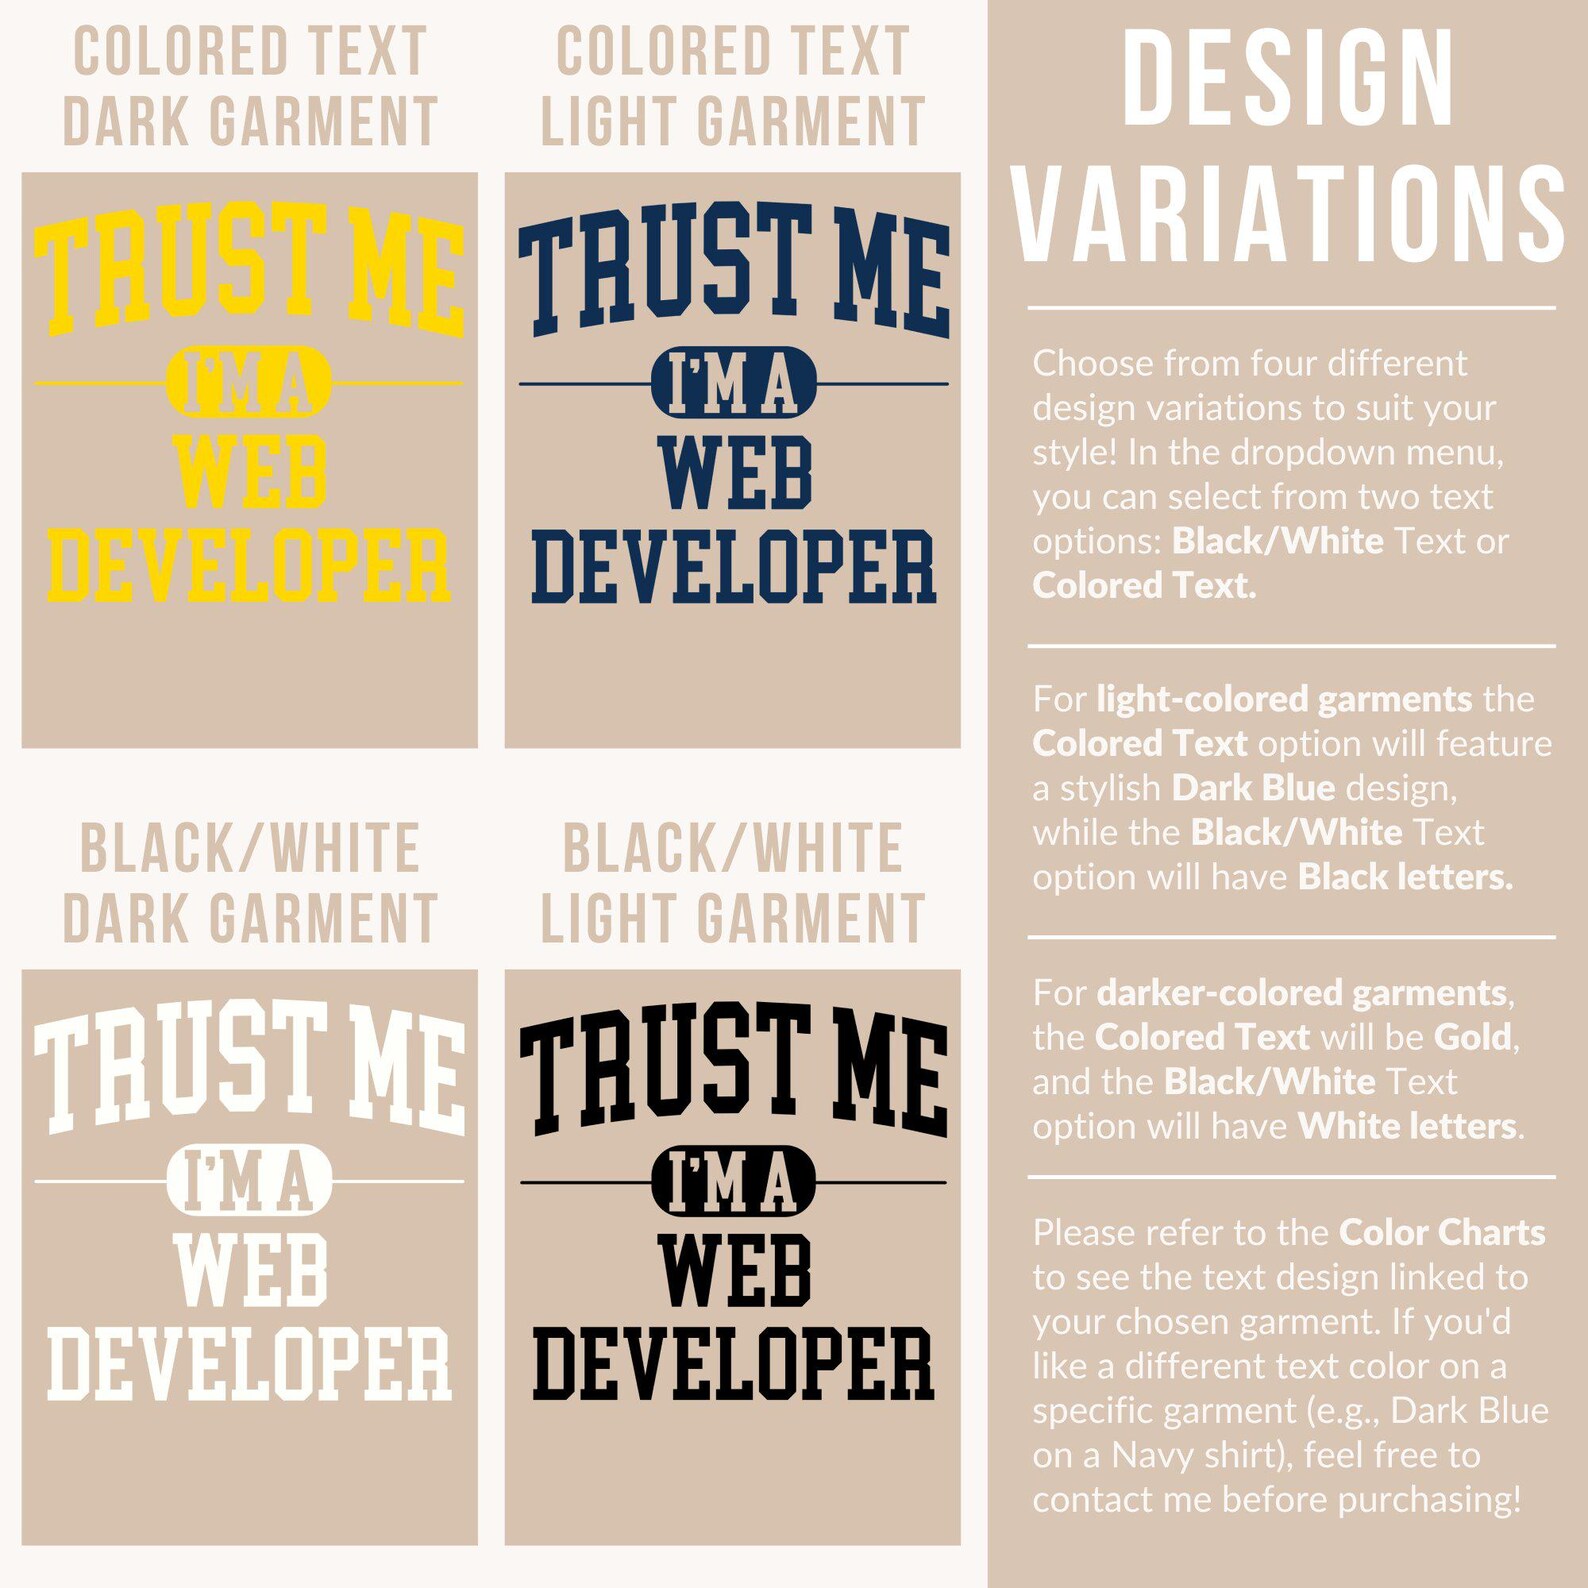 COLORED TEXT
DARK GARMENT
TRUST ME
I'M A
WEB
DEVELOPER
COLORED TEXT
LIGHT GARMENT
TRUST ME
I'M A
WEB
DEVELOPER
BLACK/WHITE
DARK GARMENT
TRUST ME
I'M A
WEB
DEVELOPER
BLACK/WHITE
LIGHT GARMENT
TRUST ME
I'M A
WEB
DEVELOPER
DESIGN
VARIATIONS
Choose from four different
design variations to suit your
style! In the dropdown menu,
you can select from two text
options: Black/White Text or
Colored Text.
For light-colored garments the
Colored Text option will feature
a stylish Dark Blue design,
while the Black/White Text
option will have Black letters.
For darker-colored garments,
the Colored Text will be Gold,
and the Black/White Text
option will have White letters.
Please refer to the Color Charts
to see the text design linked to
your chosen garment. If you'd
like a different text color on a
specific garment (e.g., Dark Blue
on a Navy shirt), feel free to
contact me before purchasing!